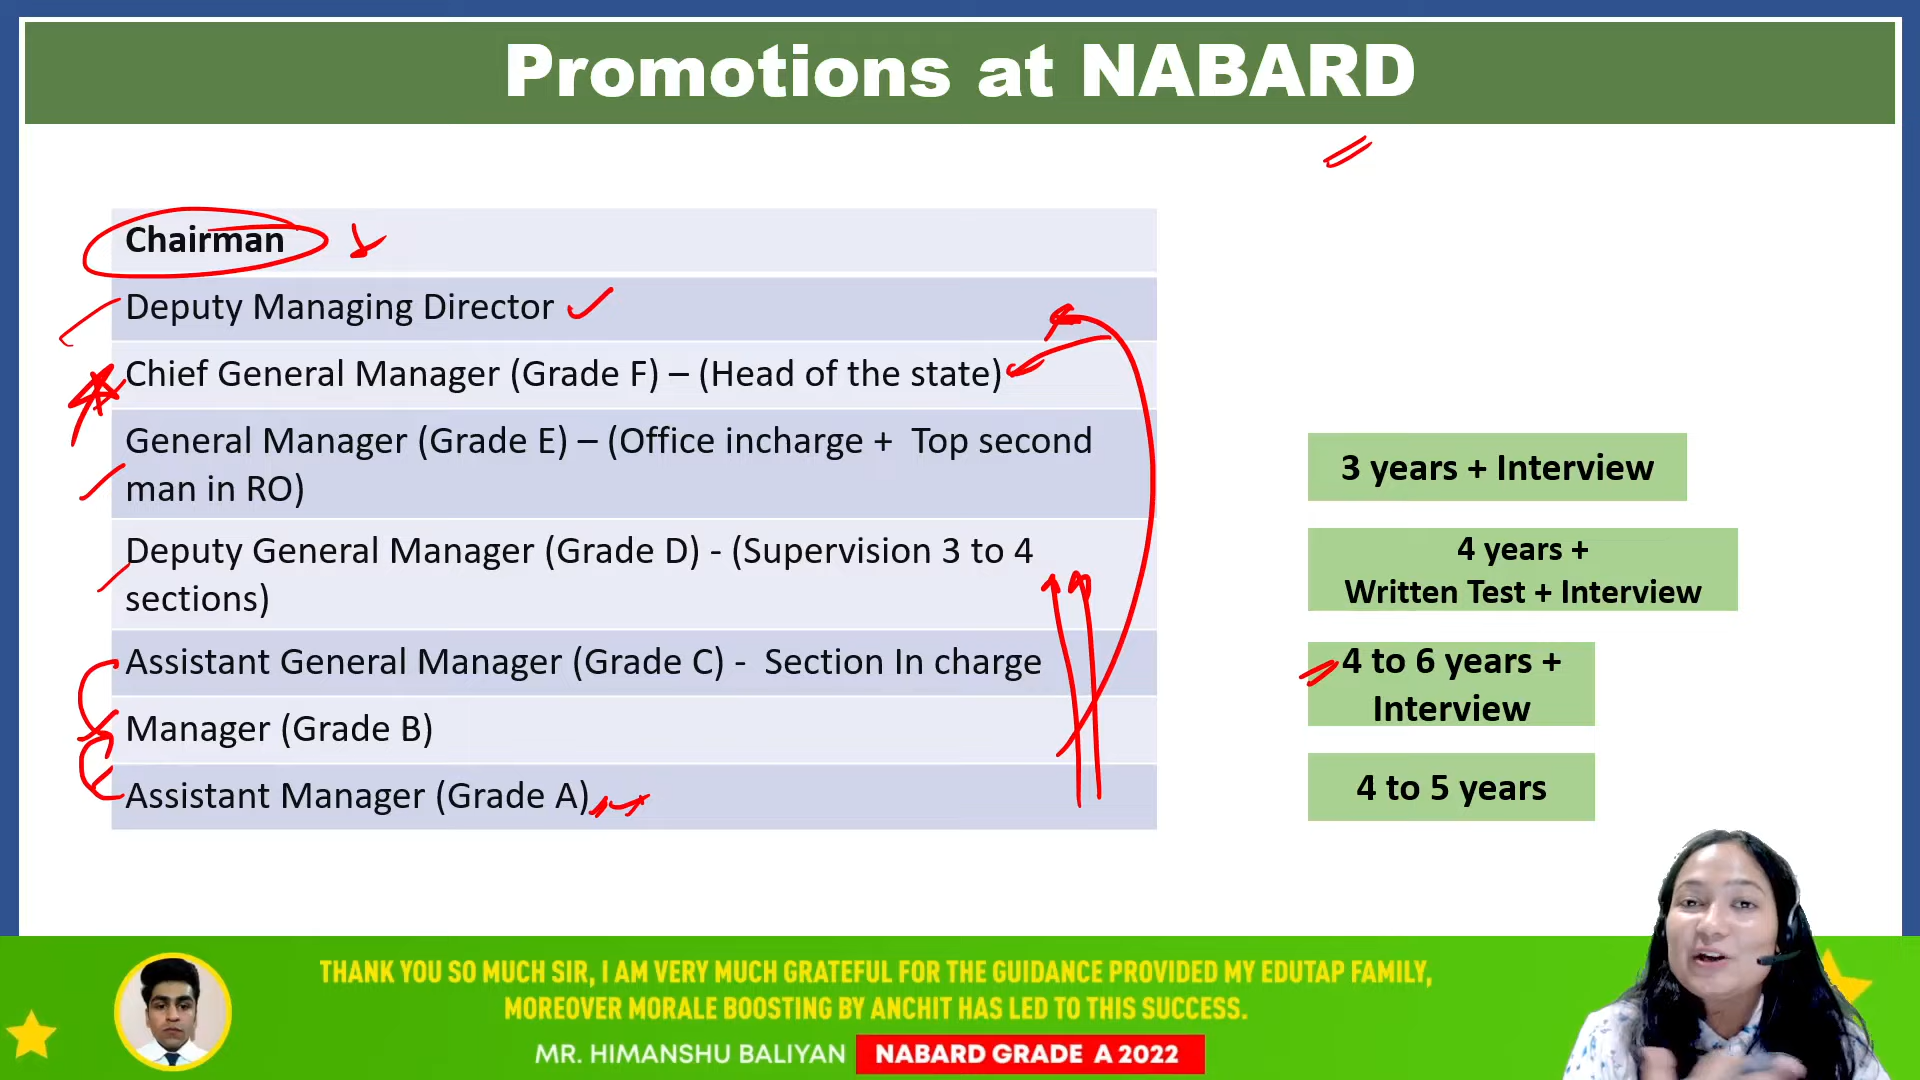 Promotions at NABARD
Chairman
Deputy Managing Director
Chief General Manager (Grade F) – (Head of the state)
General Manager (Grade E) – (Office incharge + Top second
man in RO)
3 years + Interview
Deputy General Manager (Grade D) - (Supervision 3 to 4
sections)
4 years +
Written Test + Interview
Assistant General Manager (Grade C) - Section In charge
4 to 6 years +
Interview
Manager (Grade B)
Assistant Manager (Grade A)
4 to 5 years
THANK YOU SO MUCH SIR, I AM VERY MUCH GRATEFUL FOR THE GUIDANCE PROVIDED MY EDUTAP FAMILY,
MOREOVER MORALE BOOSTING BY ANCHIT HAS LED TO THIS SUCCESS.
MR. HIMANSHU BALIYAN NABARD GRADE A 2022